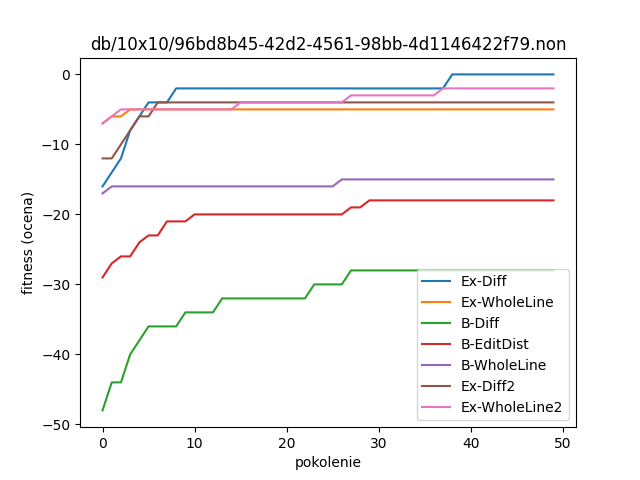 db/10x10/96bd8b45-42d2-4561-98bb-4d1146422f79.non
0
−10
−20
−30
−40
−50
fitness (ocena)
Ex-Diff
Ex-WholeLine
B-Diff
B-EditDist
B-WholeLine
Ex-Diff2
Ex-WholeLine2
0 10 20 30 40 50
pokolenie